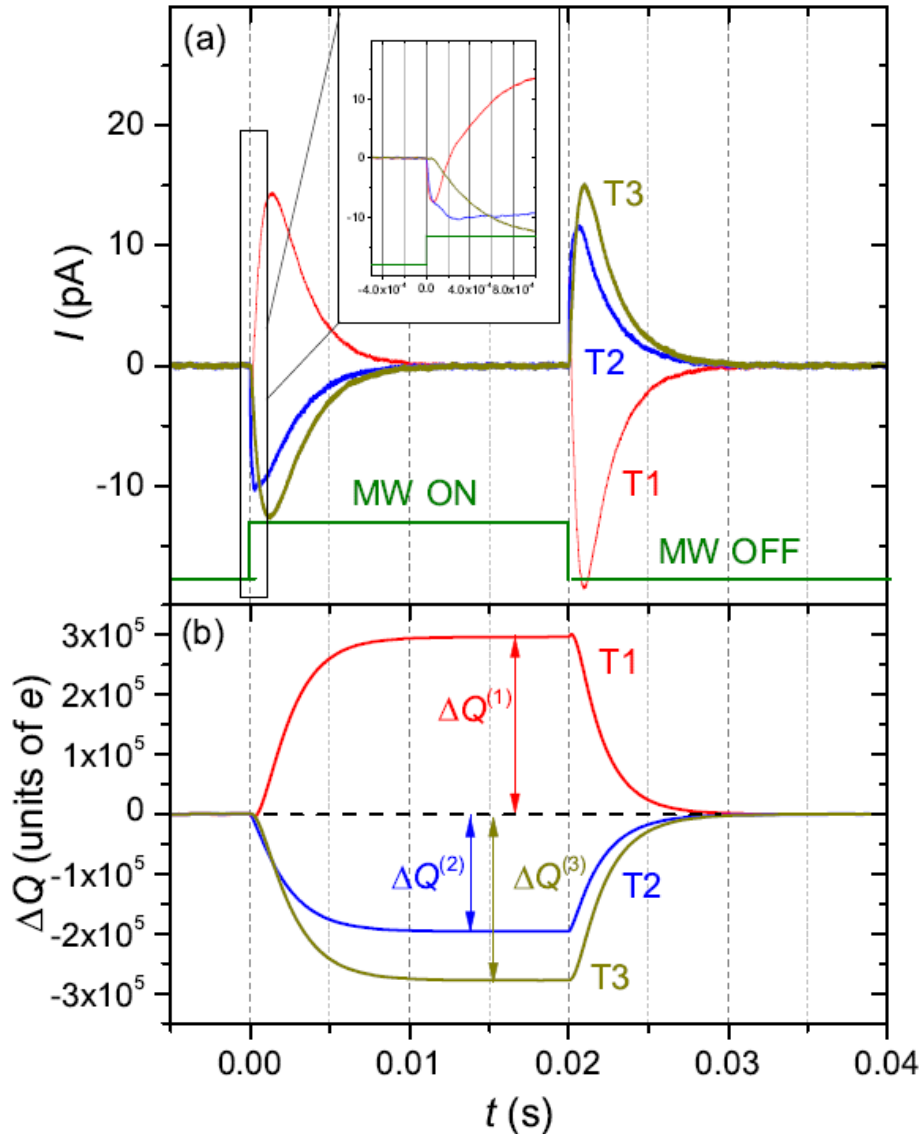 (a)
I (pA)
20
10
0
-10
10
0
-10
-4.0x10⁻⁴ 0.0 4.0x10⁻⁴ 8.0x10⁻⁴
T3
T2
T1
MW ON
MW OFF
(b)
ΔQ (units of e)
3x10⁵
2x10⁵
1x10⁵
0
-1x10⁵
-2x10⁵
-3x10⁵
T1
ΔQ⁽¹⁾
ΔQ⁽²⁾ ΔQ⁽³⁾
T2
T3
0.00 0.01 0.02 0.03 0.04
t (s)